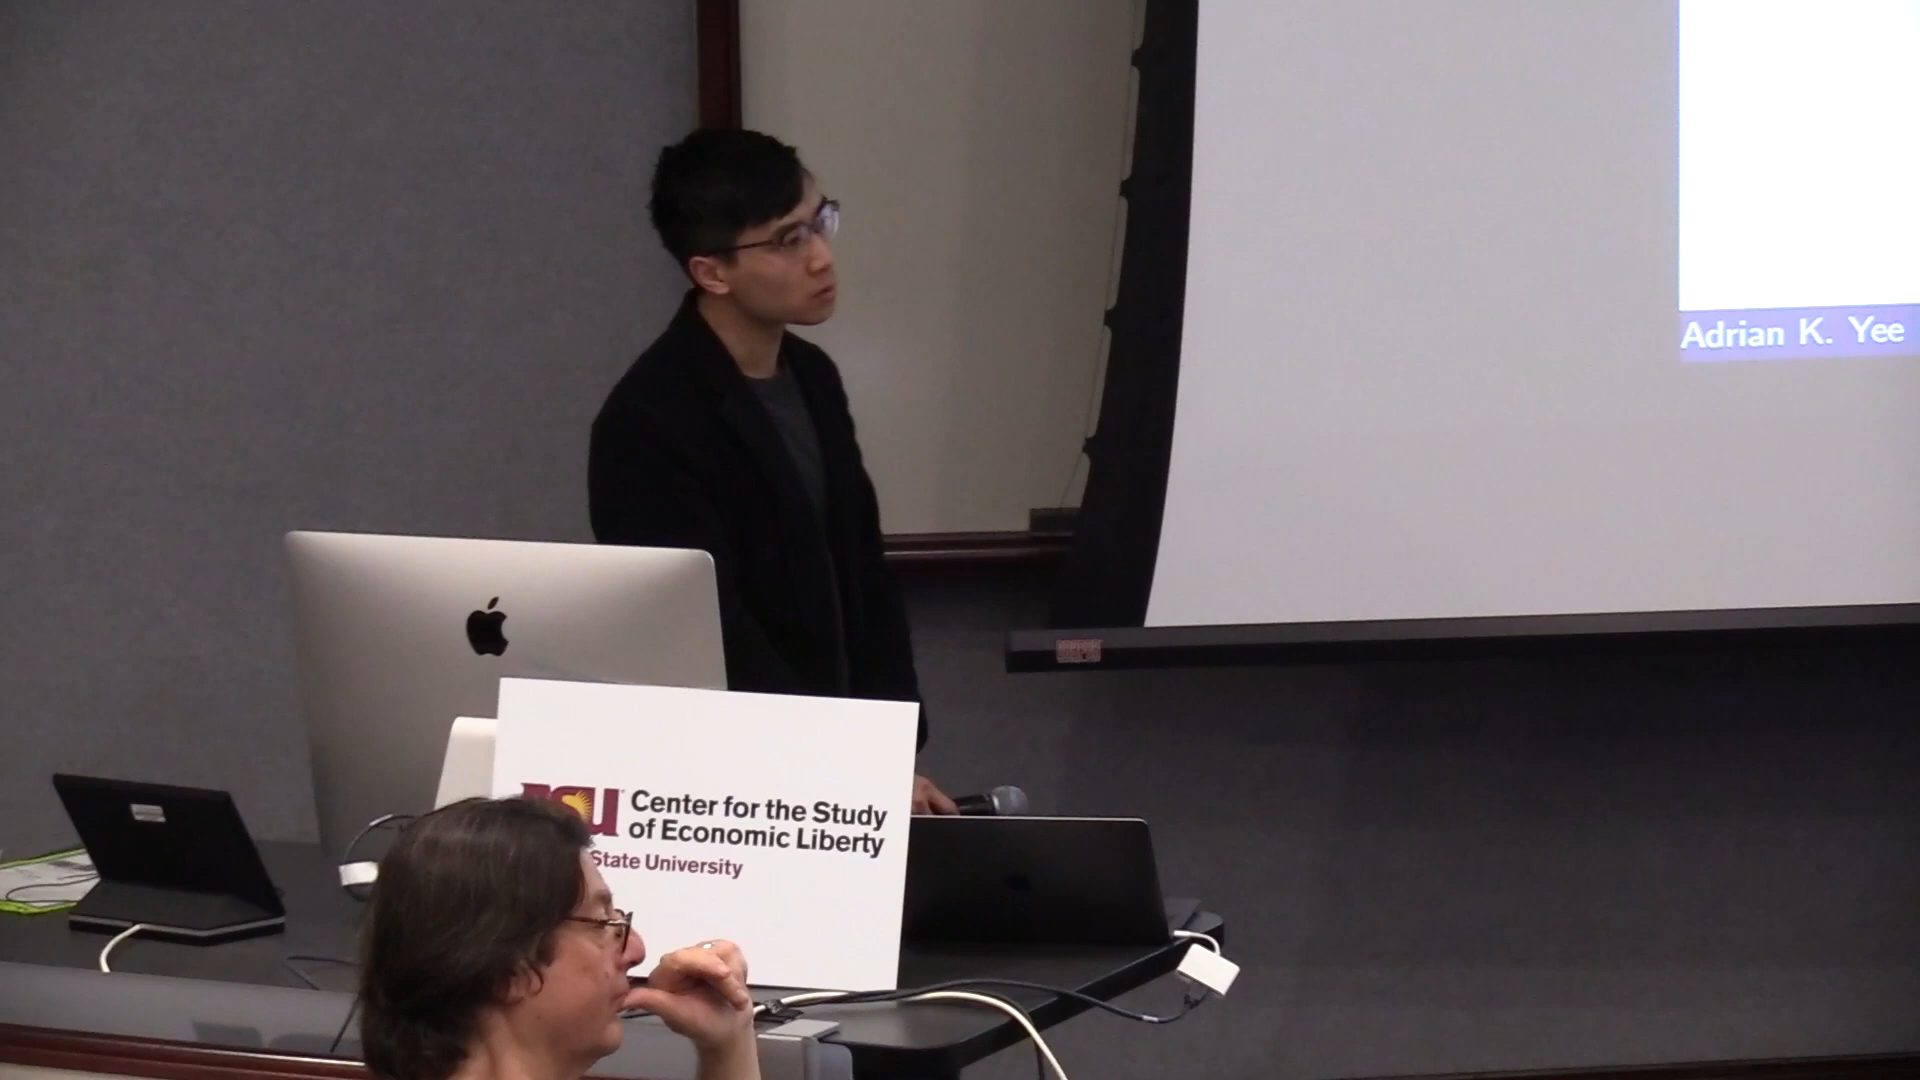 Adrian K. Yee
Center for the Study
of Economic Liberty
State University